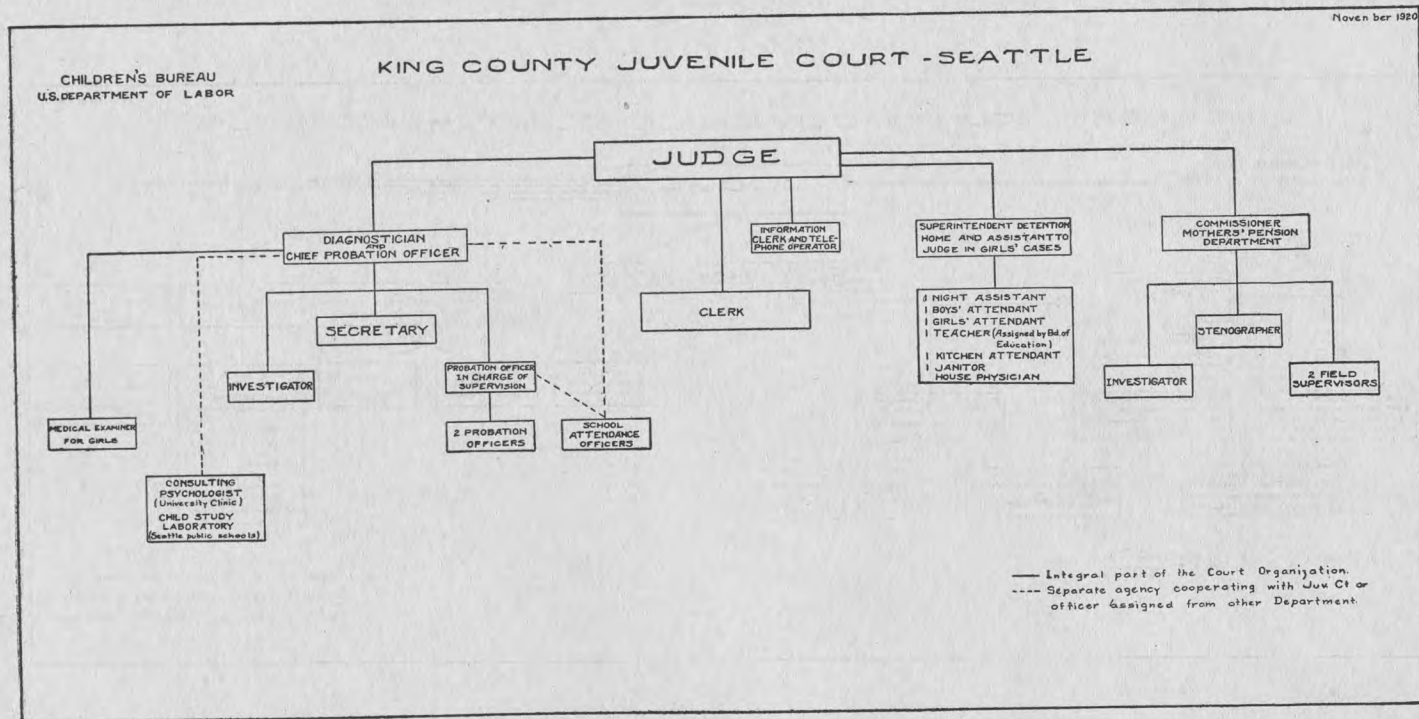 Noven ber 1920
KING COUNTY JUVENILE COURT - SEATTLE
CHILDREN'S BUREAU
U.S. DEPARTMENT OF LABOR
JUDGE
DIAGNOSTICIAN
AND
CHIEF PROBATION OFFICER
INFORMATION
CLERK AND TELE-
PHONE OPERATOR
SUPERINTENDENT DETENTION
HOME AND ASSISTANT TO
JUDGE IN GIRLS' CASES
COMMISSIONER
MOTHERS' PENSION
DEPARTMENT
SECRETARY
CLERK
1 NIGHT ASSISTANT
1 BOYS' ATTENDANT
1 GIRLS' ATTENDANT
1 TEACHER (Assigned by Bd. of
Education)
1 KITCHEN ATTENDANT
1 JANITOR
HOUSE PHYSICIAN
STENOGRAPHER
INVESTIGATOR
PROBATION OFFICER
IN CHARGE OF
SUPERVISION
INVESTIGATOR
2 FIELD
SUPERVISORS
MEDICAL EXAMINER
FOR GIRLS
2 PROBATION
OFFICERS
SCHOOL
ATTENDANCE
OFFICERS
CONSULTING
PSYCHOLOGIST
(University Clinic)
CHILD STUDY
LABORATORY
(Seattle public schools)
Integral part of the Court Organization.
Separate agency cooperating with Juv. Ct or
officer assigned from other Department.